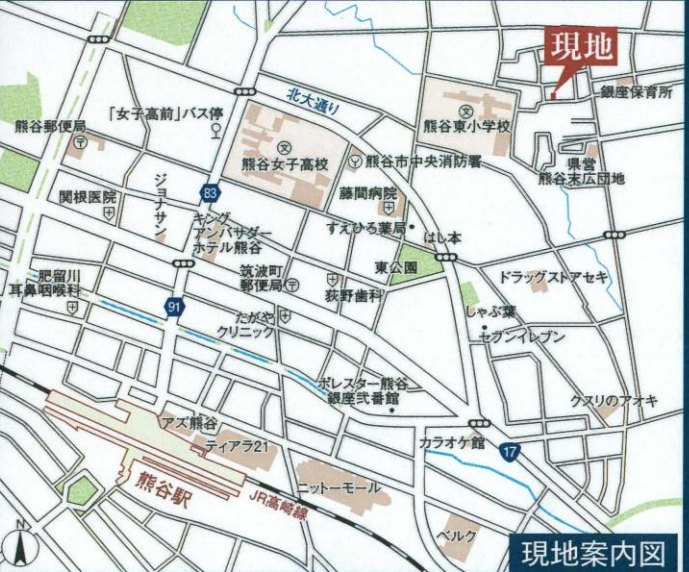 現地
銀座保育所
北大通り
「女子高前」バス停
熊谷郵便局
文
熊谷東小学校
文
熊谷女子高校
熊谷市中央消防署
県営
熊谷末広団地
関根医院
ジョナサン
83
藤間病院
キング
アンバサダー
ホテル熊谷
すえひろ薬局
はし本
東公園
肥留川
耳鼻咽喉科
筑波町
郵便局
荻野歯科
ドラッグストアセキ
91
たがや
クリニック
しゃぶ葉
セブンイレブン
ポレスター熊谷
銀座弐番館
クスリのアオキ
アズ熊谷
ティアラ21
カラオケ館
17
熊谷駅
JR高崎線
ニットーモール
ベルク
N
現地案内図